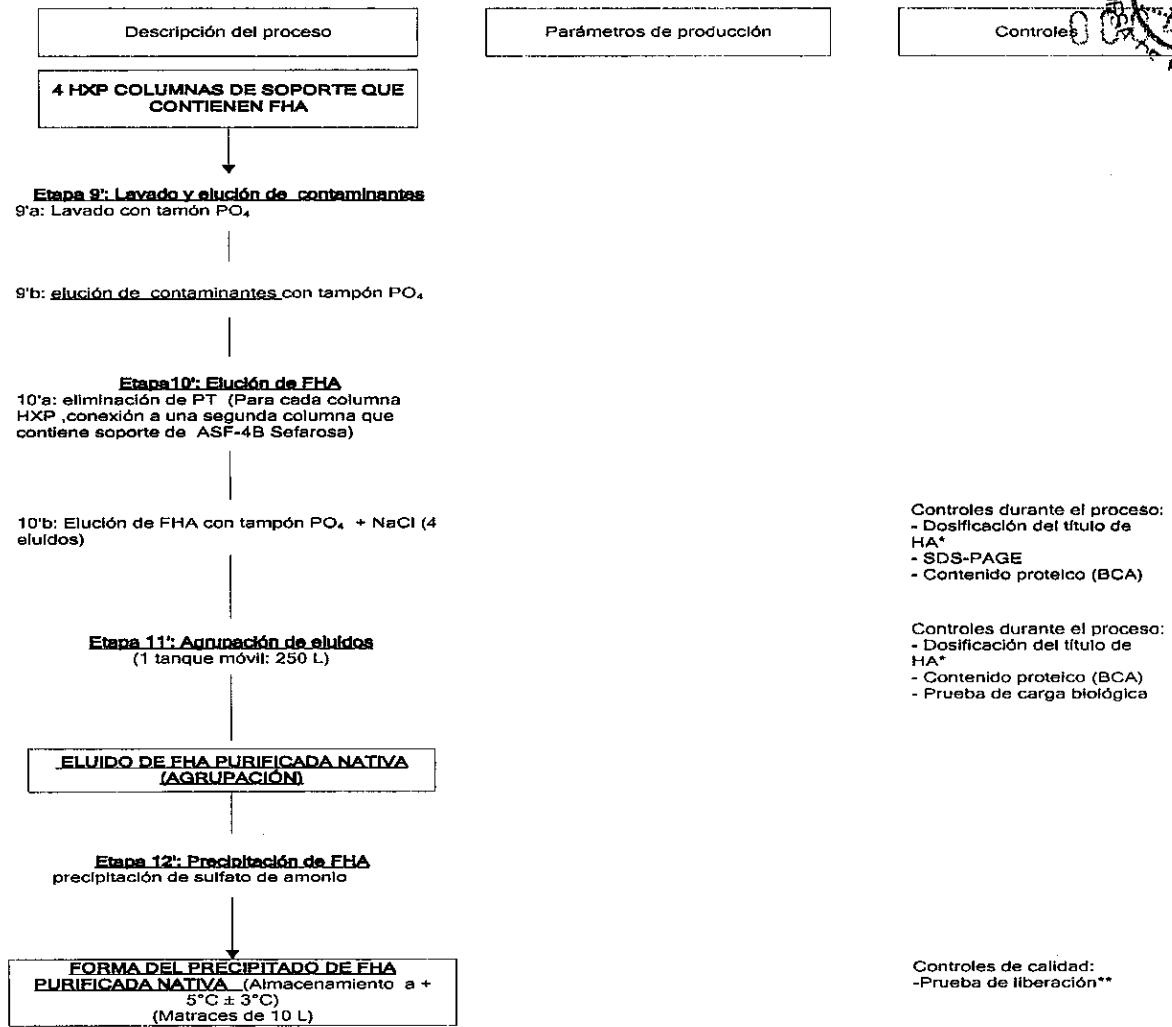 Descripción del proceso
Parámetros de producción
Controles
4 HXP COLUMNAS DE SOPORTE QUE
CONTIENEN FHA
Etapa 9': Lavado y elución de contaminantes
9'a: Lavado con tamón PO₄
9'b: elución de contaminantes con tampón PO₄
Etapa10': Elución de FHA
10'a: eliminación de PT (Para cada columna
HXP ,conexión a una segunda columna que
contiene soporte de ASF-4B Sefarosa)
10'b: Elución de FHA con tampón PO₄ + NaCl (4
eluídos)
Controles durante el proceso:
- Dosificación del título de
HA*
- SDS-PAGE
- Contenido proteico (BCA)
Etapa 11': Agrupación de eluídos
(1 tanque móvil: 250 L)
Controles durante el proceso:
- Dosificación del título de
HA*
- Contenido proteico (BCA)
- Prueba de carga biológica
ELUIDO DE FHA PURIFICADA NATIVA
(AGRUPACIÓN)
Etapa 12': Precipitación de FHA
precipitación de sulfato de amonio
FORMA DEL PRECIPITADO DE FHA
PURIFICADA NATIVA (Almacenamiento a +
5°C ± 3°C)
(Matraces de 10 L)
Controles de calidad:
-Prueba de liberación**